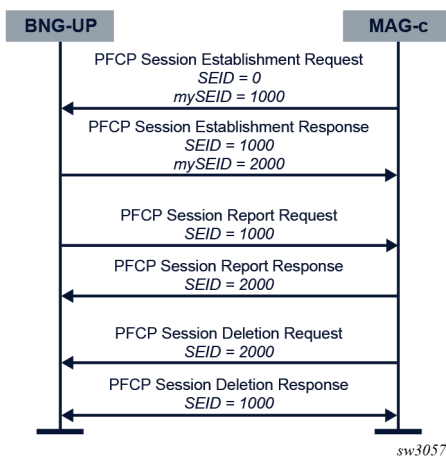 BNG-UP
MAG-c
PFCP Session Establishment Request
SEID = 0
mySEID = 1000
PFCP Session Establishment Response
SEID = 1000
mySEID = 2000
PFCP Session Report Request
SEID = 1000
PFCP Session Report Response
SEID = 2000
PFCP Session Deletion Request
SEID = 2000
PFCP Session Deletion Response
SEID = 1000
sw3057